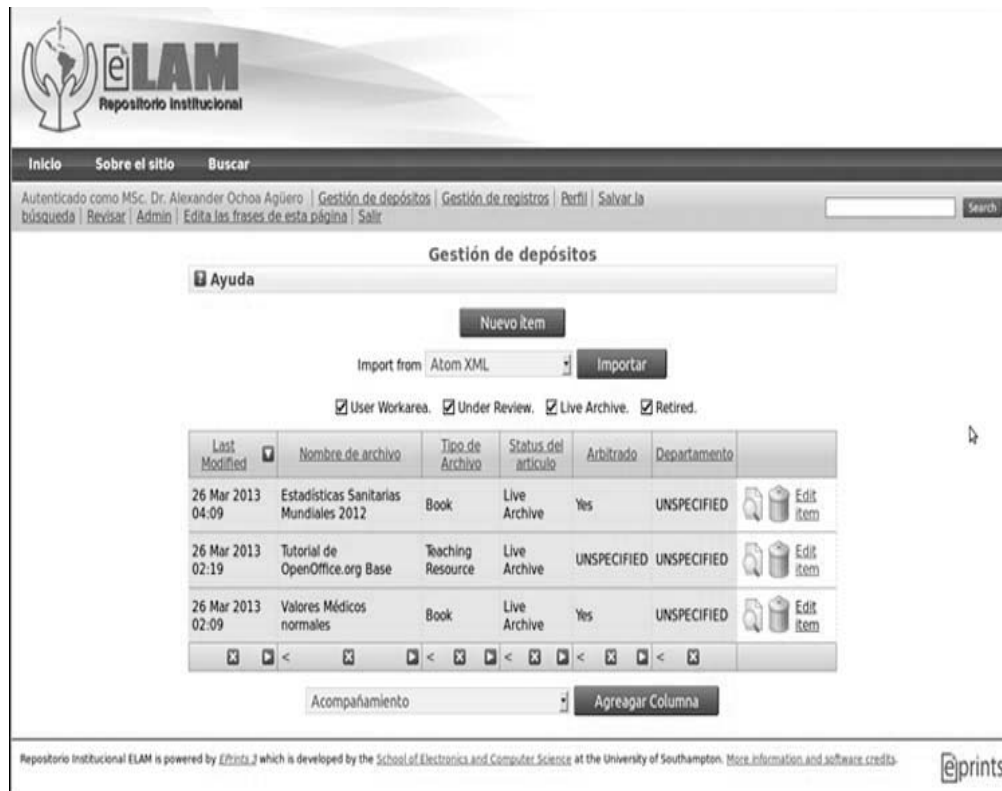 eLAM
Repositorio Institucional
Inicio Sobre el sitio Buscar
Autenticado como MSc. Dr. Alexander Ochoa Agüero | Gestión de depósitos | Gestión de registros | Perfil | Salvar la
búsqueda | Revisar | Admin | Edita las frases de esta página | Salir
Search
Gestión de depósitos
? Ayuda
Nuevo ítem
Import from Atom XML Importar
User Workarea. Under Review. Live Archive. Retired.
Last Modified Nombre de archivo Tipo de Archivo Status del articulo Arbitrado Departamento
26 Mar 2013 04:09 Estadísticas Sanitarias Mundiales 2012 Book Live Archive Yes UNSPECIFIED Edit item
26 Mar 2013 02:19 Tutorial de OpenOffice.org Base Teaching Resource Live Archive UNSPECIFIED UNSPECIFIED Edit item
26 Mar 2013 02:09 Valores Médicos normales Book Live Archive Yes UNSPECIFIED Edit item
< < < < <
Acompañamiento Agreagar Columna
Repositorio Institucional ELAM is powered by EPrints 3 which is developed by the School of Electronics and Computer Science at the University of Southampton. More information and software credits.
eprints